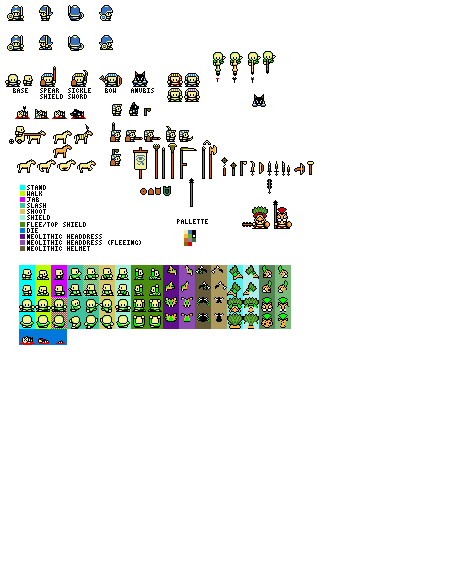 BASE SPEAR SHIELD SICKLE SWORD BOW ANUBIS
STAND
WALK
JAB
SLASH
SHOOT
SHIELD
FLEE/TOP SHIELD
DIE
NEOLITHIC HEADDRESS
NEOLITHIC HEADDRESS (FLEEING)
NEOLITHIC HELMET
PALLETTE